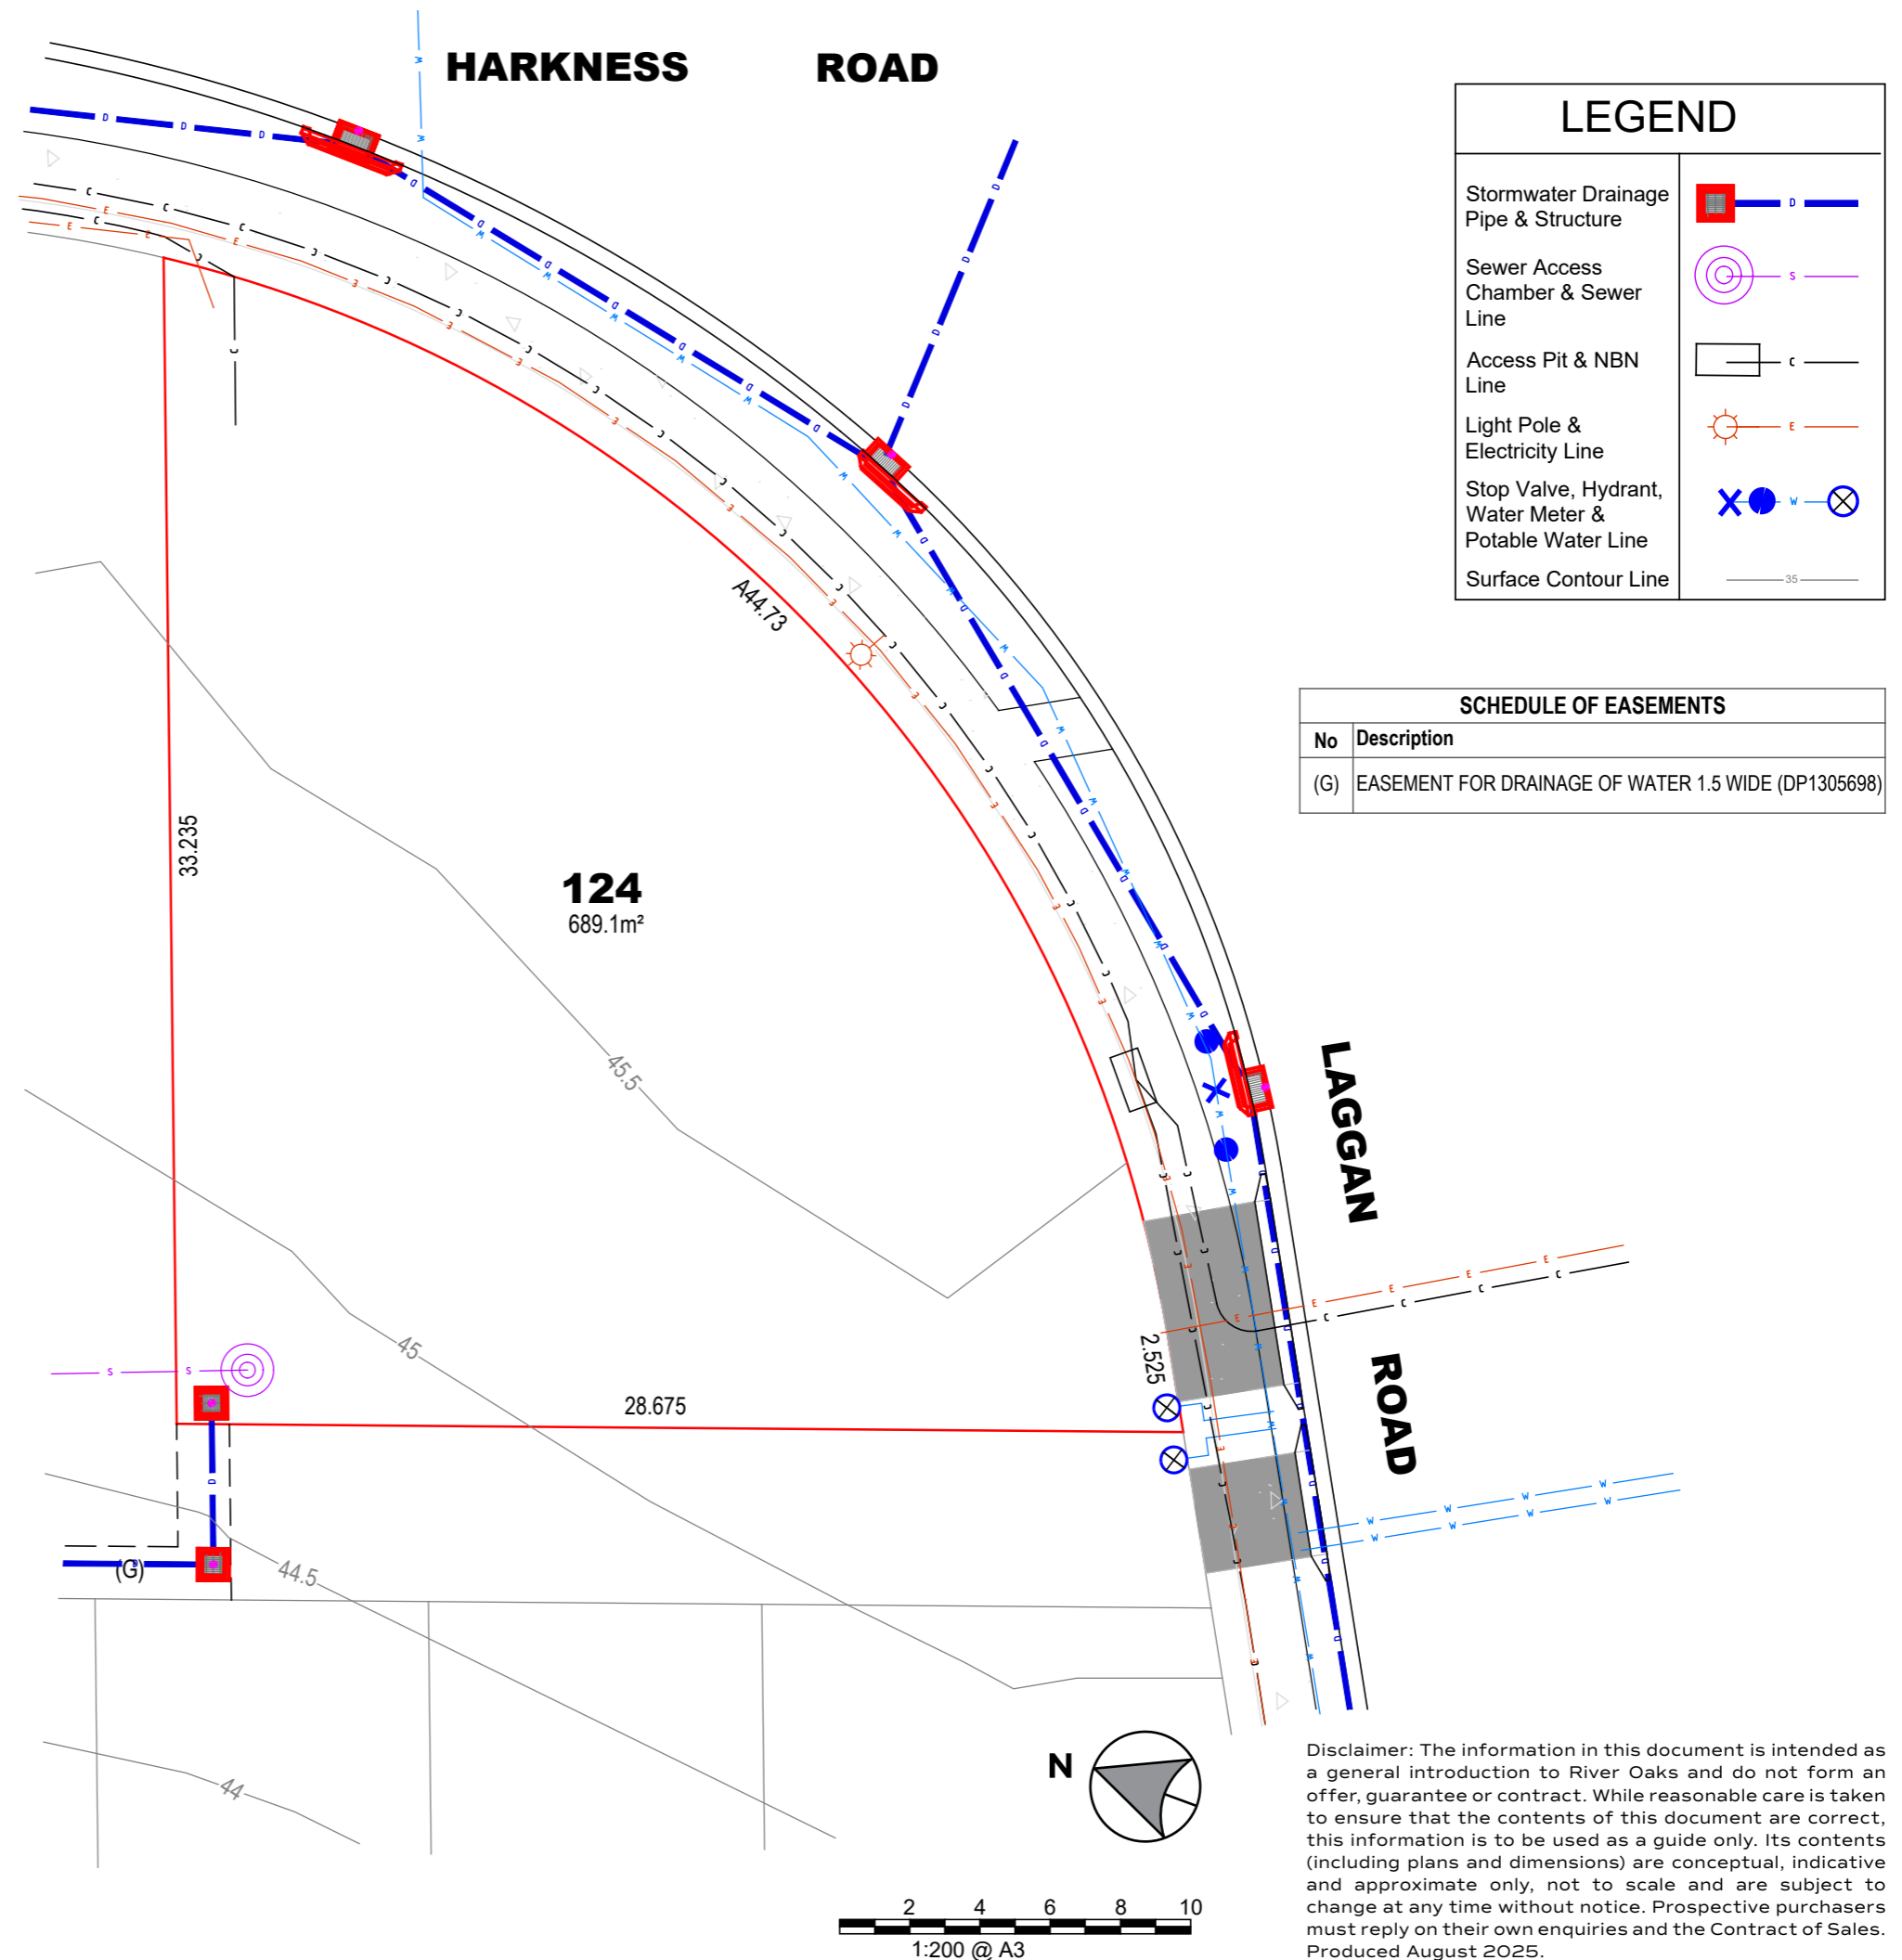 HARKNESS ROAD
LEGEND
Stormwater Drainage
Pipe & Structure
D
Sewer Access
Chamber & Sewer
Line
S
Access Pit & NBN
Line
C
Light Pole &
Electricity Line
E
Stop Valve, Hydrant,
Water Meter &
Potable Water Line
W
Surface Contour Line
35
SCHEDULE OF EASEMENTS
No Description
(G) EASEMENT FOR DRAINAGE OF WATER 1.5 WIDE (DP1305698)
A44.73
33.235
124
689.1m²
45.5
LAGGAN ROAD
45
2.525
28.675
(G)
44.5
44
N
2 4 6 8 10
1:200 @ A3
Disclaimer: The information in this document is intended as
a general introduction to River Oaks and do not form an
offer, guarantee or contract. While reasonable care is taken
to ensure that the contents of this document are correct,
this information is to be used as a guide only. Its contents
(including plans and dimensions) are conceptual, indicative
and approximate only, not to scale and are subject to
change at any time without notice. Prospective purchasers
must reply on their own enquiries and the Contract of Sales.
Produced August 2025.